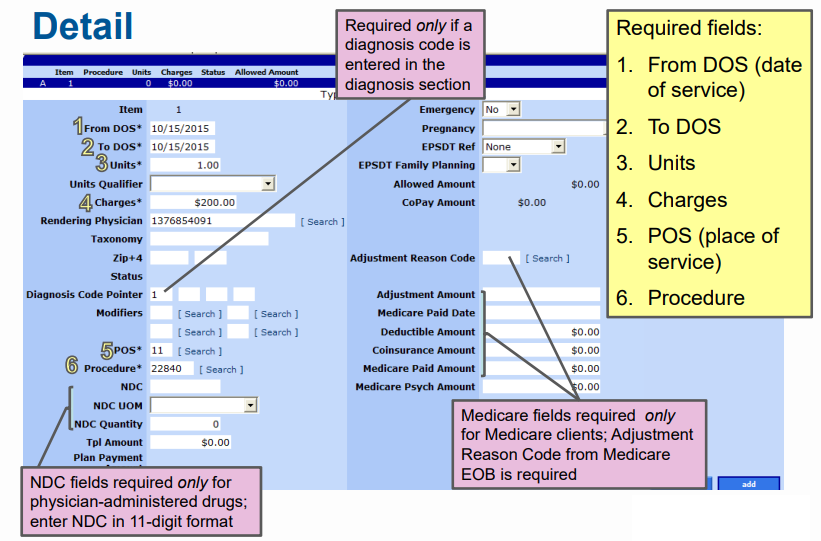 Detail
Required only if a
diagnosis code is
entered in the
diagnosis section
Required fields:
1. From DOS (date
of service)
2. To DOS
3. Units
4. Charges
5. POS (place of
service)
6. Procedure
Item Procedure Units Charges Status Allowed Amount
A 1 0 $0.00 $0.00
Item 1
1 From DOS* 10/15/2015
2 To DOS* 10/15/2015
3 Units* 1.00
Units Qualifier
4 Charges* $200.00
Rendering Physician 1376854091 [ Search ]
Taxonomy
Zip+4
Status
Diagnosis Code Pointer 1
Modifiers [ Search ] [ Search ]
[ Search ] [ Search ]
5 POS* 11 [ Search ]
6 Procedure* 22840 [ Search ]
NDC
NDC UOM
NDC Quantity 0
Tpl Amount $0.00
Plan Payment
Emergency No
Pregnancy
EPSDT Ref None
EPSDT Family Planning
Allowed Amount $0.00
CoPay Amount $0.00
Adjustment Reason Code [ Search ]
Adjustment Amount
Medicare Paid Date
Deductible Amount $0.00
Coinsurance Amount $0.00
Medicare Paid Amount $0.00
Medicare Psych Amount $0.00
NDC fields required only for
physician-administered drugs;
enter NDC in 11-digit format
Medicare fields required only
for Medicare clients; Adjustment
Reason Code from Medicare
EOB is required
add